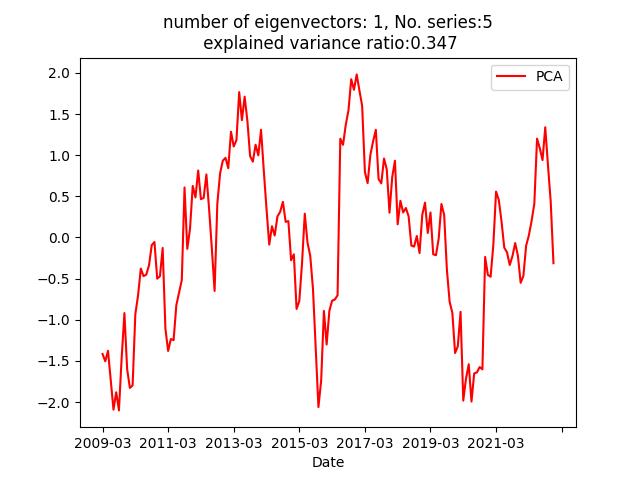 number of eigenvectors: 1, No. series:5
explained variance ratio:0.347
PCA
2.0
1.5
1.0
0.5
0.0
−0.5
−1.0
−1.5
−2.0
2009-03 2011-03 2013-03 2015-03 2017-03 2019-03 2021-03
Date